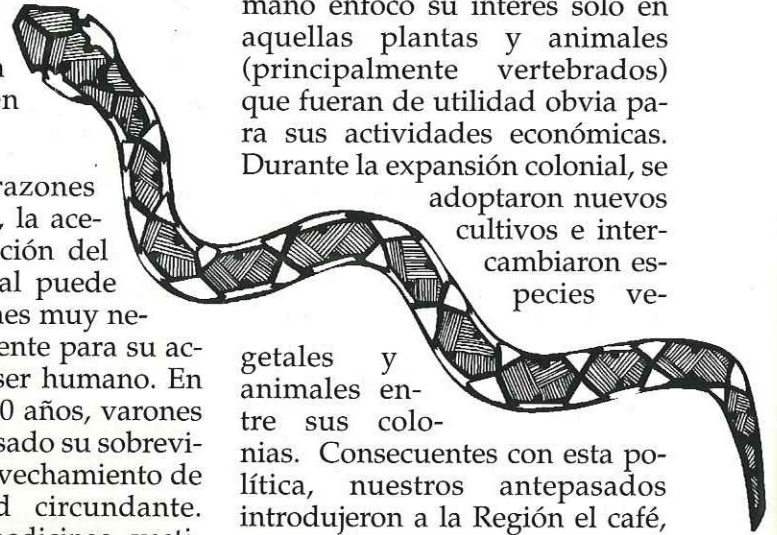 en
razones
, la ace-
ción del
al puede
nes muy ne-
ente para su ac-
ser humano. En
0 años, varones
sado su sobrevi-
vechamiento de
d circundante.
mano enfocó su interés sólo en
aquellas plantas y animales
(principalmente vertebrados)
que fueran de utilidad obvia pa-
ra sus actividades económicas.
Durante la expansión colonial, se
adoptaron nuevos
cultivos e inter-
cambiaron es-
pecies ve-
getales y
animales en-
tre sus colo-
nias. Consecuentes con esta po-
lítica, nuestros antepasados
introdujeron a la Región el café,